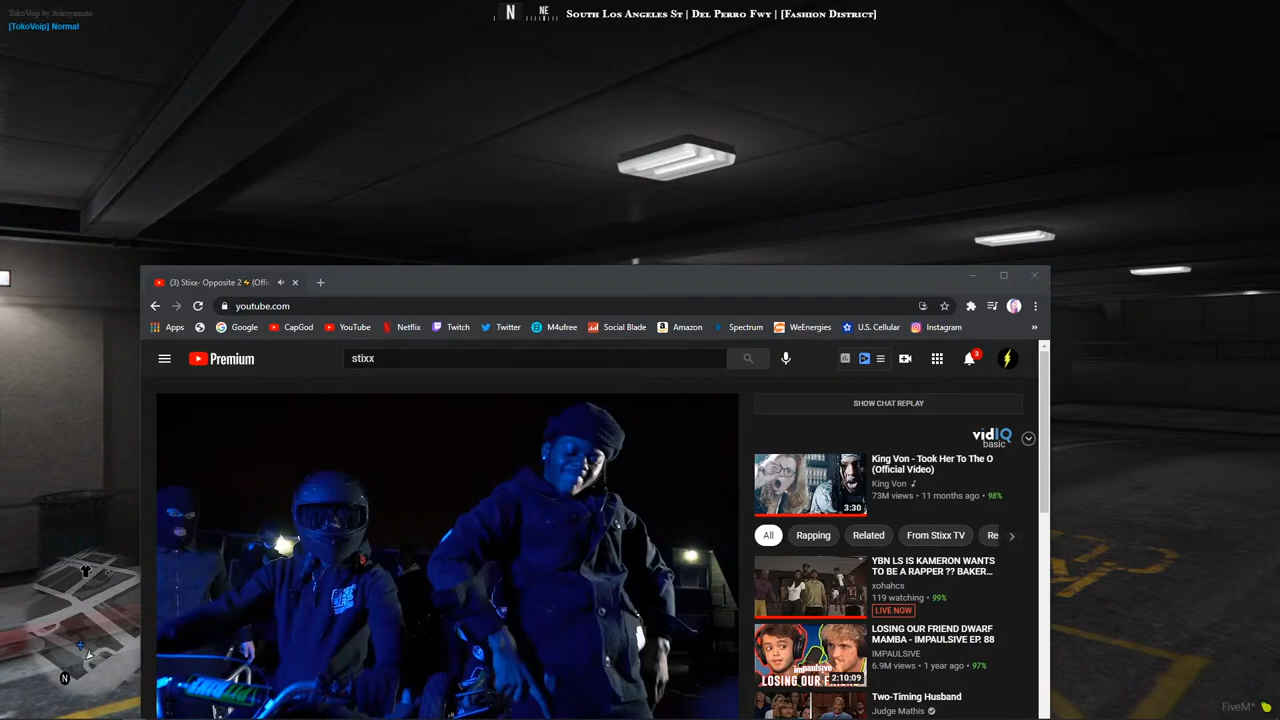 TokoVoip by Itokoyamato
[TokoVoip] Normal
N
NE
South Los Angeles St | Del Perro Fwy | [Fashion District]
(3) Stixx- Opposite 2⚡(Offic
youtube.com
Apps
Google
CapGod
YouTube
Netflix
Twitch
Twitter
M4ufree
Social Blade
Amazon
Spectrum
WeEnergies
U.S. Cellular
Instagram
»
Premium
stixx
3
SHOW CHAT REPLAY
vidIQ
basic
King Von - Took Her To The O
(Official Video)
King Von
73M views • 11 months ago • 98%
3:30
All
Rapping
Related
From Stixx TV
Re
YBN LS IS KAMERON WANTS
TO BE A RAPPER ?? BAKER...
xohahcs
119 watching • 99%
LIVE NOW
LOSING OUR FRIEND DWARF
MAMBA - IMPAULSIVE EP. 88
IMPAULSIVE
6.9M views • 1 year ago • 97%
impaulsive
LOSING OUR
2:10:09
Two-Timing Husband
Judge Mathis
N
FiveM*